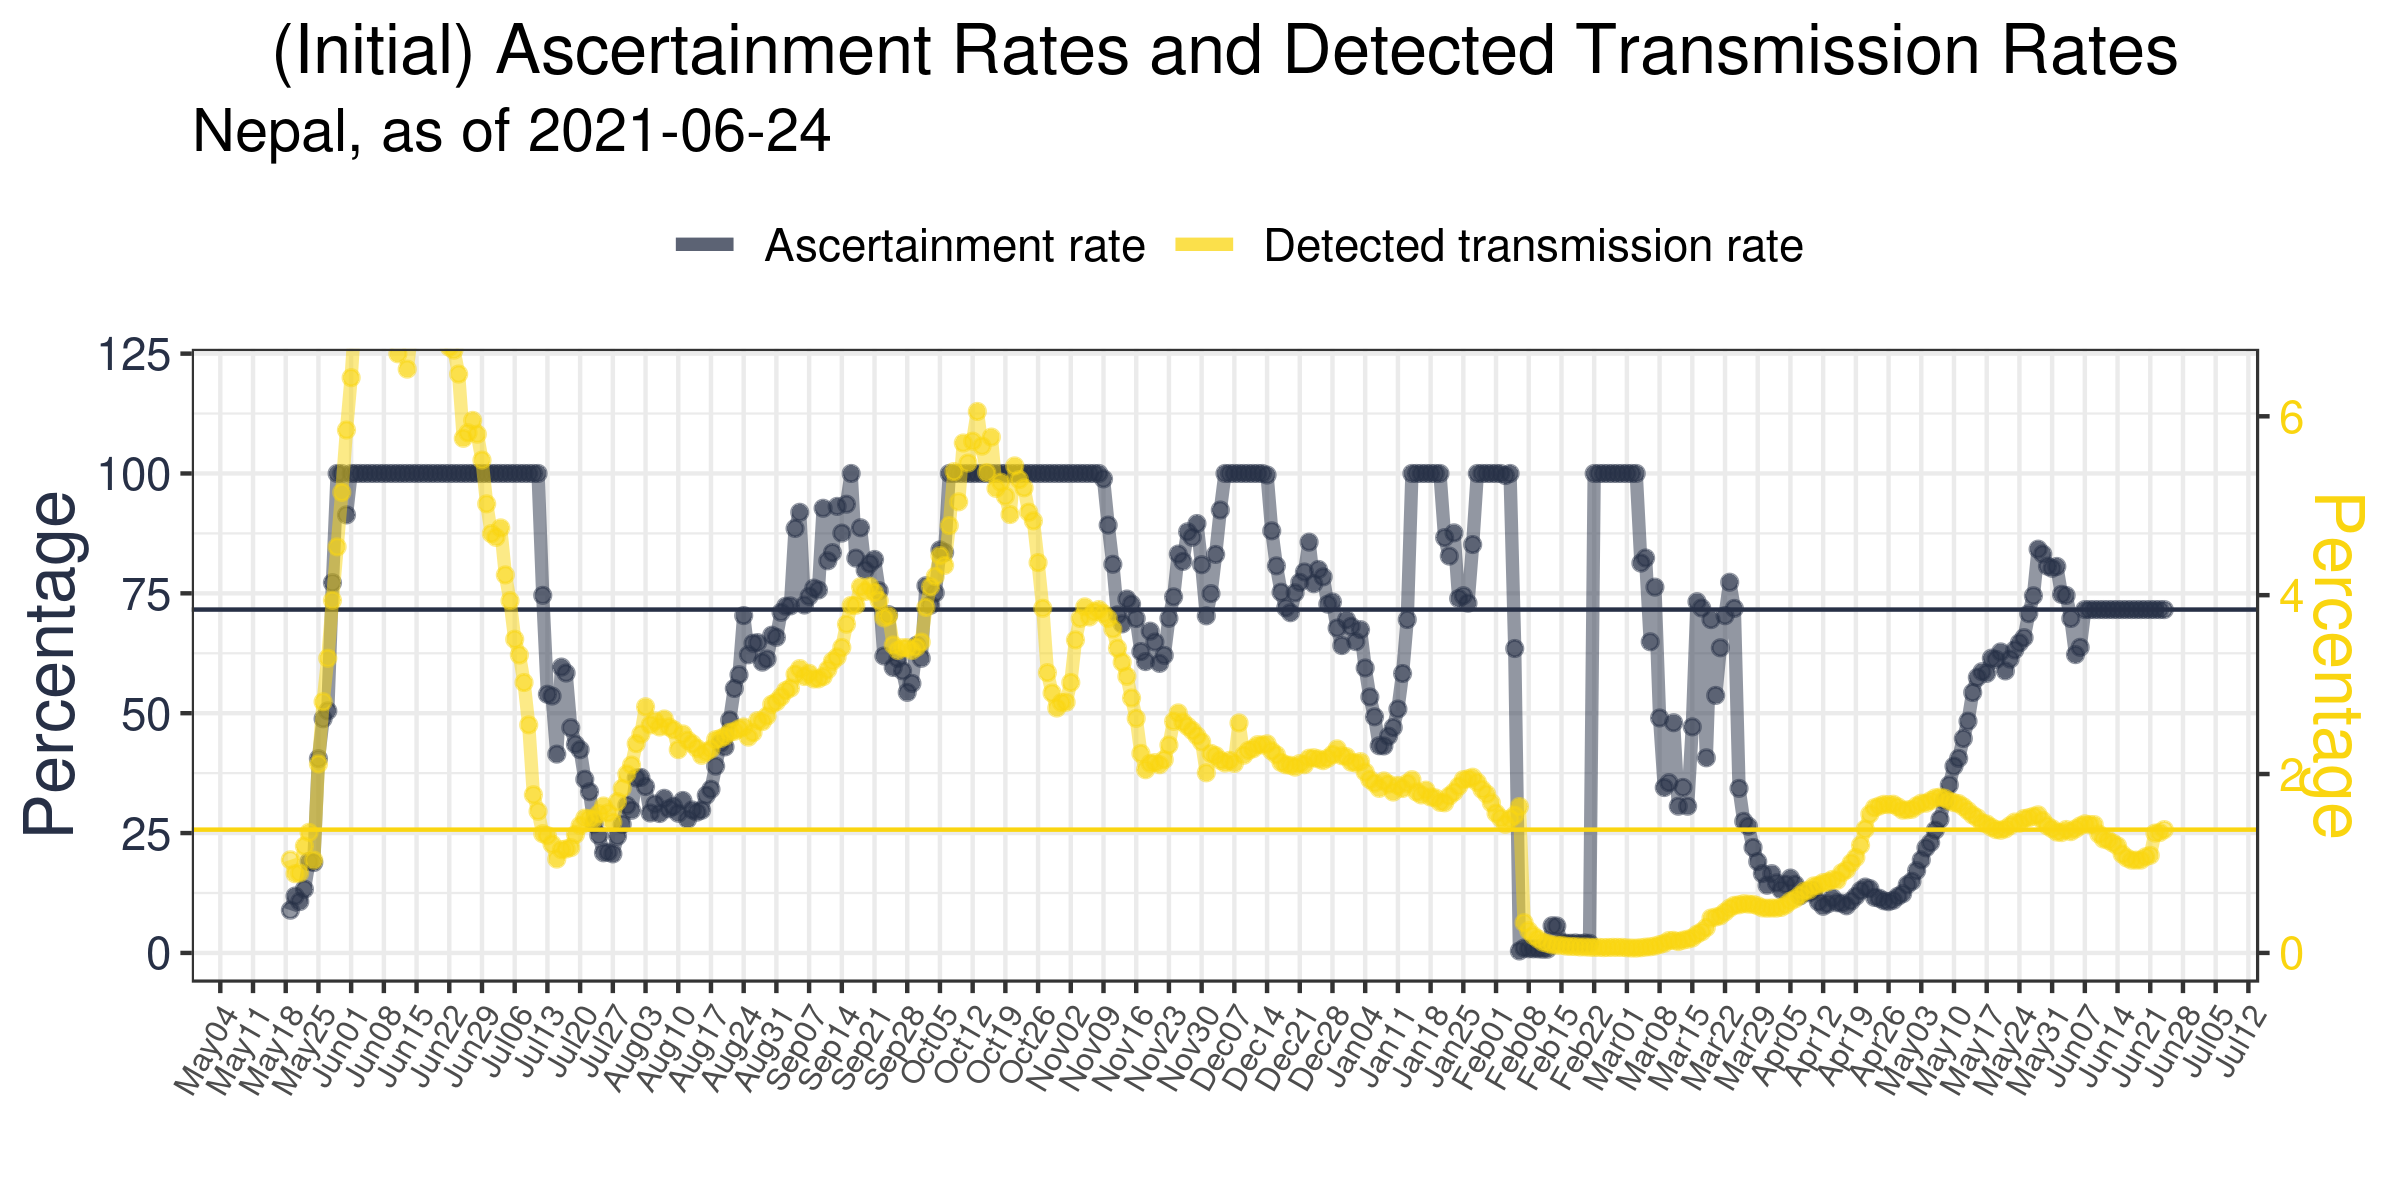 (Initial) Ascertainment Rates and Detected Transmission Rates
Nepal, as of 2021-06-24
Ascertainment rate
Detected transmission rate
Percentage
125
100
75
50
25
0
6
4
2
0
Percentage
May04
May11
May18
May25
Jun01
Jun08
Jun15
Jun22
Jun29
Jul06
Jul13
Jul20
Jul27
Aug03
Aug10
Aug17
Aug24
Aug31
Sep07
Sep14
Sep21
Sep28
Oct05
Oct12
Oct19
Oct26
Nov02
Nov09
Nov16
Nov23
Nov30
Dec07
Dec14
Dec21
Dec28
Jan04
Jan11
Jan18
Jan25
Feb01
Feb08
Feb15
Feb22
Mar01
Mar08
Mar15
Mar22
Mar29
Apr05
Apr12
Apr19
Apr26
May03
May10
May17
May24
May31
Jun07
Jun14
Jun21
Jun28
Jul05
Jul12